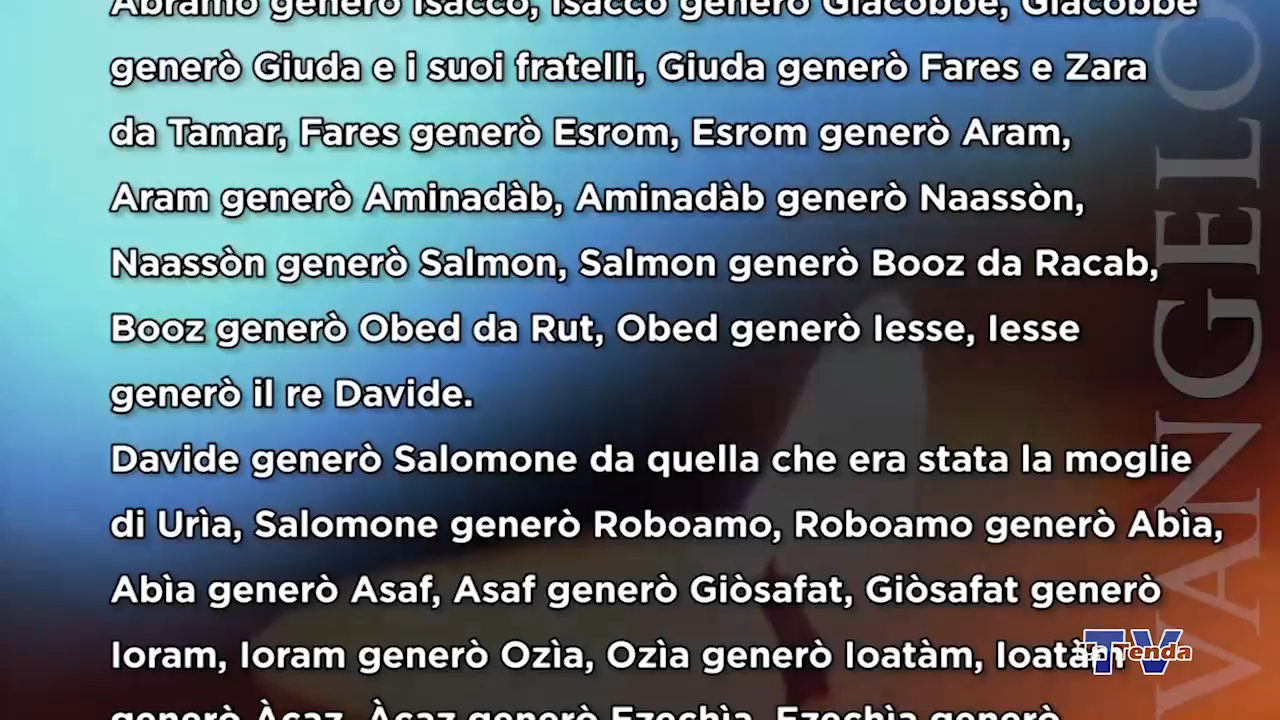 Abramo generò Isacco, Isacco generò Giacobbe, Giacobbe
generò Giuda e i suoi fratelli, Giuda generò Fares e Zara
da Tamar, Fares generò Esrom, Esrom generò Aram,
Aram generò Aminadàb, Aminadàb generò Naassòn,
Naassòn generò Salmon, Salmon generò Booz da Racab,
Booz generò Obed da Rut, Obed generò Iesse, Iesse
generò il re Davide.
Davide generò Salomone da quella che era stata la moglie
di Urìa, Salomone generò Roboamo, Roboamo generò Abìa,
Abìa generò Asaf, Asaf generò Giòsafat, Giòsafat generò
Ioram, Ioram generò Ozìa, Ozìa generò Ioatàm, Ioatàm
generò Àcaz, Àcaz generò Ezechìa, Ezechìa generò
VANGELO
TV
La Tenda